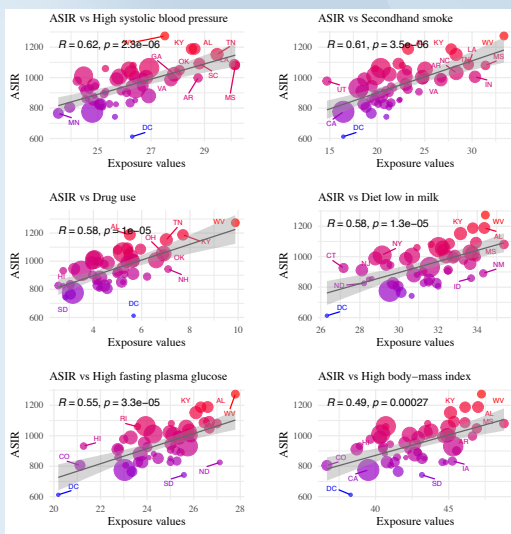 ASIR vs High systolic blood pressure
R = 0.62, p = 2.3e−06
KY AL TN
GA
OK
VA
SC
AR
MS
MN
DC
1200
1000
800
600
ASIR
25 27 29
Exposure values
ASIR vs Secondhand smoke
R = 0.61, p = 3.5e−06
KY
LA
NC
AR
UT
VA
IN
CA
DC
1200
1000
800
600
ASIR
15 20 25 30
Exposure values
ASIR vs Drug use
R = 0.58, p = 1e−05
AL
TN
WV
OH
KY
OK
HI
NH
SD
DC
1200
1000
800
600
ASIR
4 6 8 10
Exposure values
ASIR vs Diet low in milk
R = 0.58, p = 1.3e−05
WV
KY
AL
NY
MS
CT
NM
ND
ID
DC
1200
1000
800
600
ASIR
26 28 30 32 34
Exposure values
ASIR vs High fasting plasma glucose
R = 0.55, p = 3.3e−05
KY AL
WV
RI
HI
CO
ND
SD
DC
1200
1000
800
600
ASIR
20 22 24 26 28
Exposure values
ASIR vs High body−mass index
R = 0.49, p = 0.00027
KY
WV
AL
MS
AR
CO
IA
CA
SD
DC
1200
1000
800
600
ASIR
40 45
Exposure values